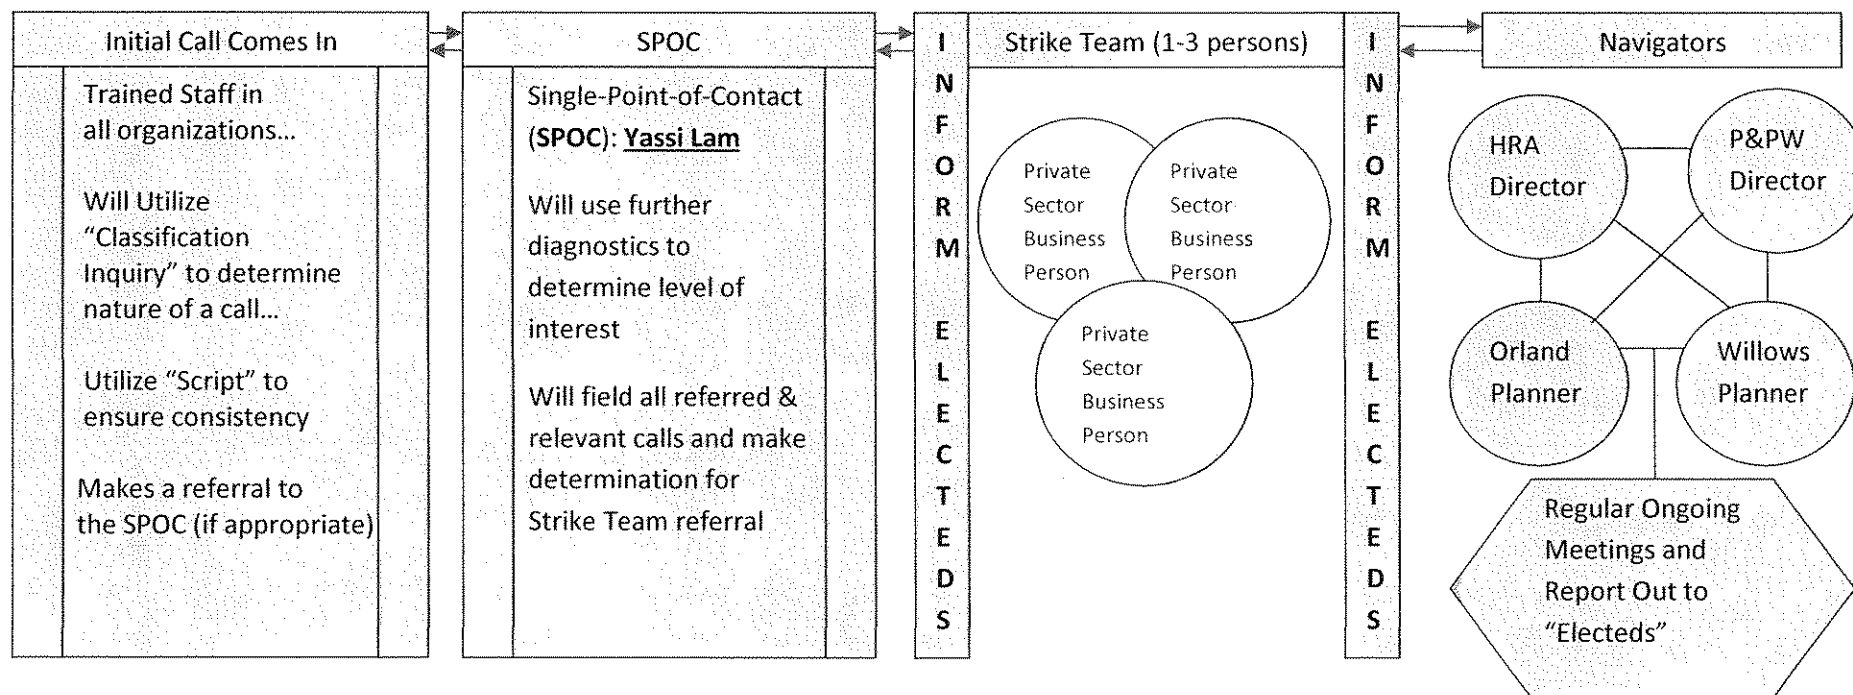 Initial Call Comes In
Trained Staff in
all organizations…
Will Utilize
“Classification
Inquiry” to determine
nature of a call…
Utilize “Script” to
ensure consistency
Makes a referral to
the SPOC (if appropriate)
SPOC
Single-Point-of-Contact
(SPOC): Yassi Lam
Will use further
diagnostics to
determine level of
interest
Will field all referred &
relevant calls and make
determination for
Strike Team referral
INFORM ELECTEDS
Strike Team (1-3 persons)
Private
Sector
Business
Person
Private
Sector
Business
Person
Private
Sector
Business
Person
INFORM ELECTEDS
Navigators
HRA
Director
P&PW
Director
Orland
Planner
Willows
Planner
Regular Ongoing
Meetings and
Report Out to
“Electeds”